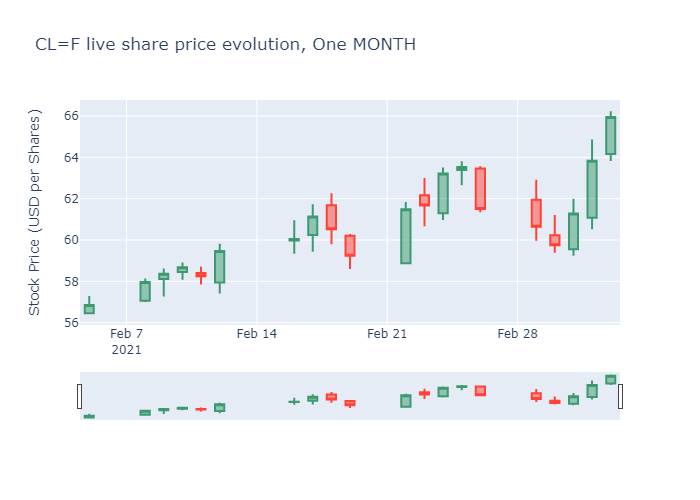 CL=F live share price evolution, One MONTH
Stock Price (USD per Shares)
66
64
62
60
58
56
Feb 7
2021
Feb 14
Feb 21
Feb 28